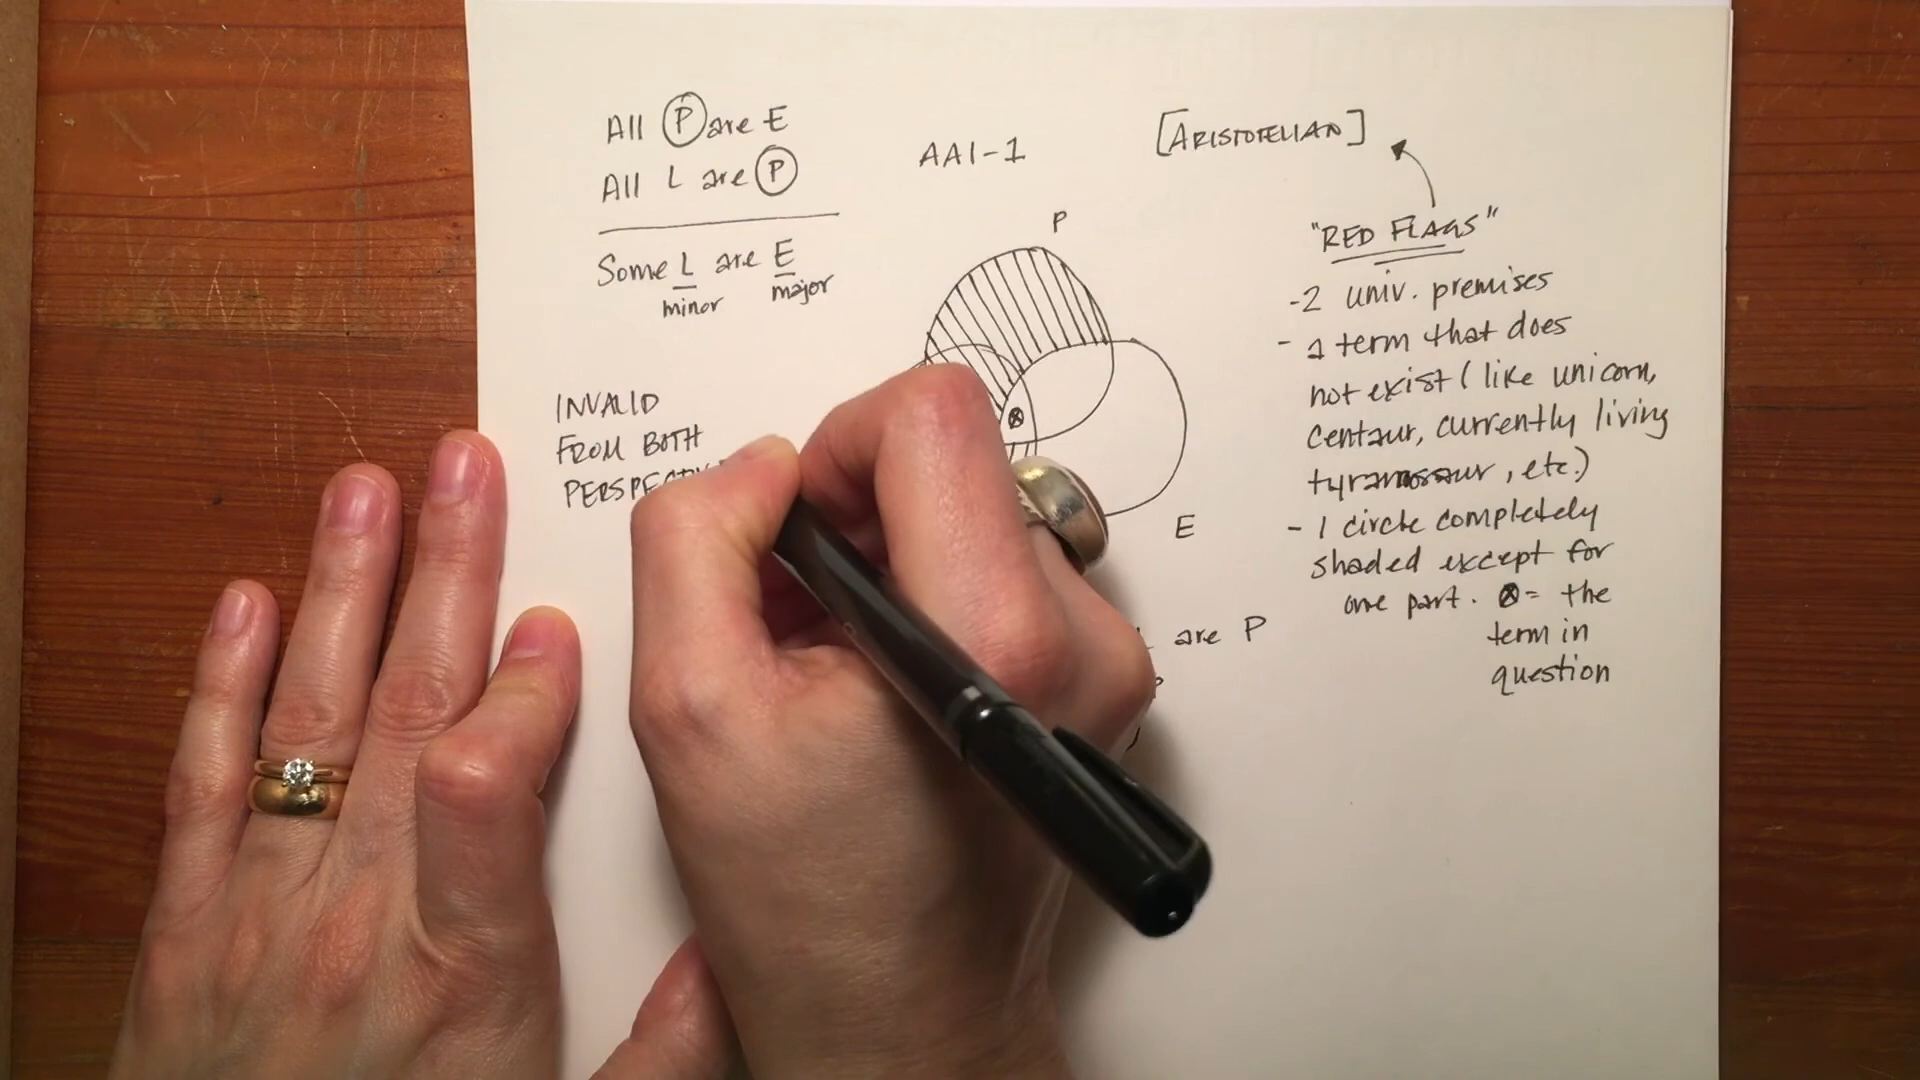 All P are E
All L are P
Some L are E
minor major
AAI-1
[ARISTOTELIAN]
P
E
INVALID
FROM BOTH
"RED FLAGS"
-2 univ. premises
- a term that does
not exist (like unicorn,
centaur, currently living
tyrannosaur, etc.)
- 1 circle completely
shaded except for
one part. ⓧ = the
term in
question
are P